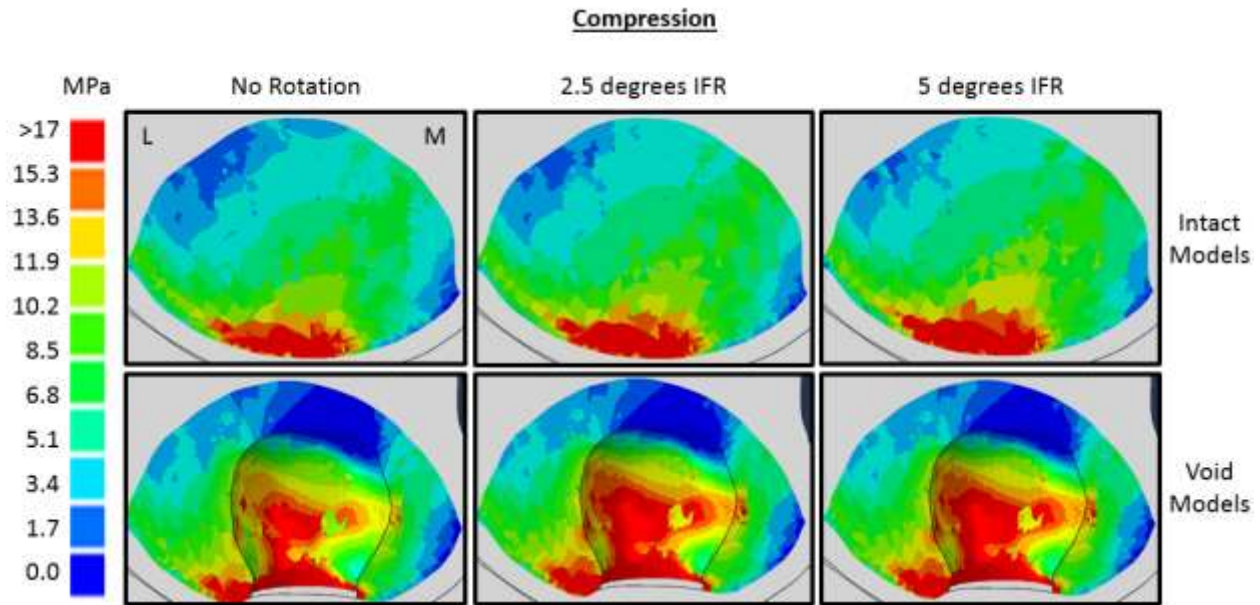 Compression
MPa No Rotation 2.5 degrees IFR 5 degrees IFR
>17
15.3
13.6
11.9
10.2
8.5
6.8
5.1
3.4
1.7
0.0
L M
Intact
Models
Void
Models